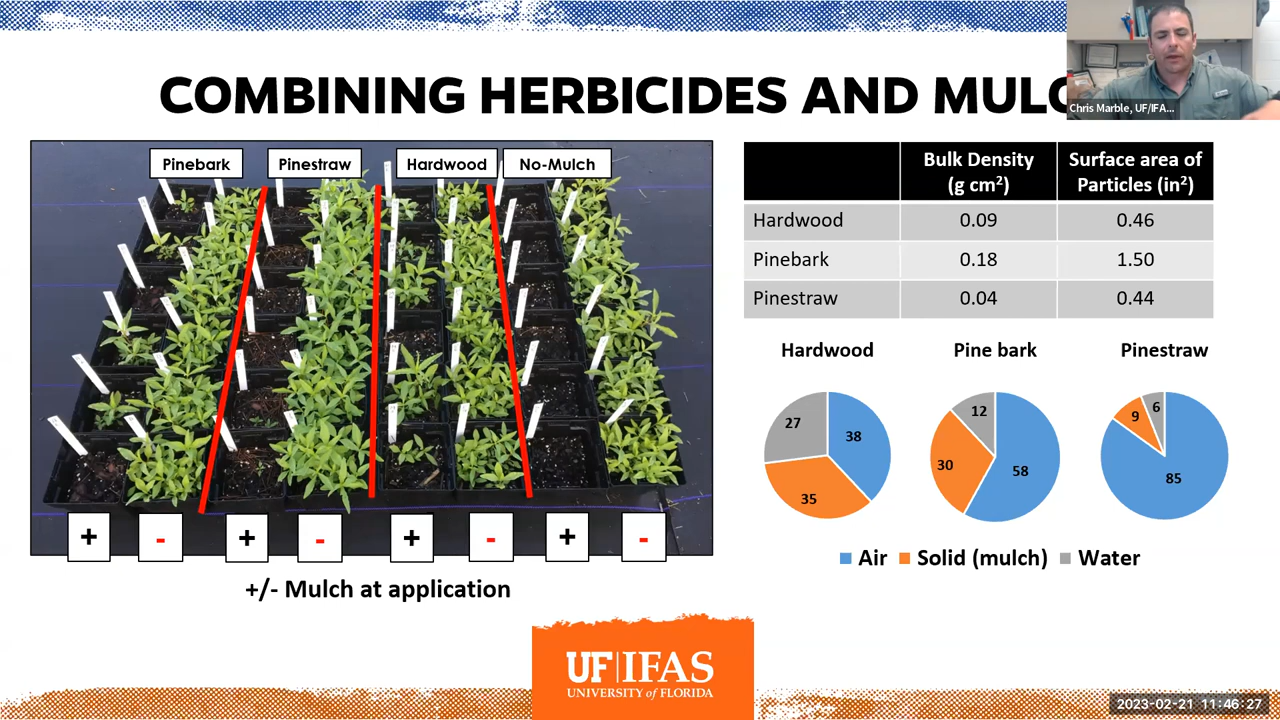 COMBINING HERBICIDES AND MULC
Chris Marble, UF/IFA...
Pinebark
Pinestraw
Hardwood
No-Mulch
+
-
+
-
+
-
+
-
+/- Mulch at application
Bulk Density
(g cm²)
Surface area of
Particles (in²)
Hardwood 0.09 0.46
Pinebark 0.18 1.50
Pinestraw 0.04 0.44
Hardwood
Pine bark
Pinestraw
27
38
35
12
30
58
9
6
85
Air
Solid (mulch)
Water
UF|IFAS
UNIVERSITY of FLORIDA
2023-02-21 11:46:27